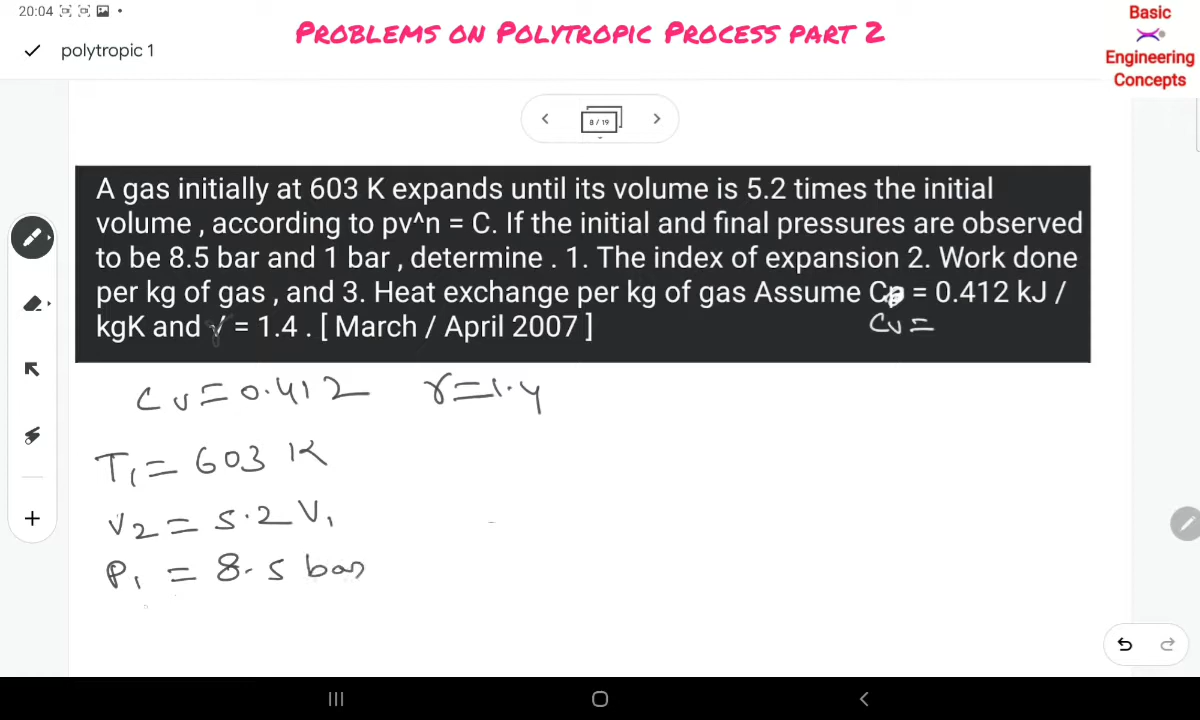 20:04
Problems on Polytropic Process part 2
Basic
Engineering
Concepts
polytropic 1
8 / 19
A gas initially at 603 K expands until its volume is 5.2 times the initial
volume , according to pv^n = C. If the initial and final pressures are observed
to be 8.5 bar and 1 bar , determine . 1. The index of expansion 2. Work done
per kg of gas , and 3. Heat exchange per kg of gas Assume Cp = 0.412 kJ /
kgK and γ = 1.4 . [ March / April 2007 ]
Cv =
Cv = 0.412 γ = 1.4
T1 = 603 K
V2 = 5.2 V1
P1 = 8.5 bar